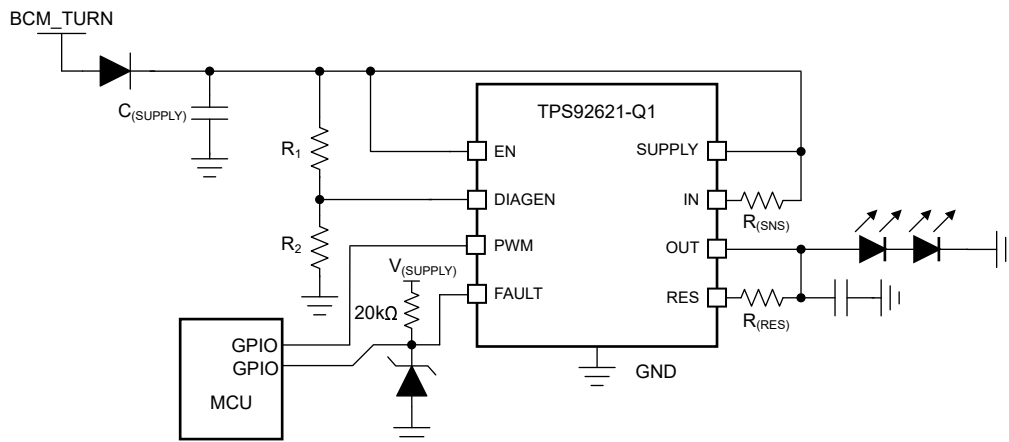 BCM_TURN
C(SUPPLY)
R1
R2
TPS92621-Q1
EN
SUPPLY
DIAGEN
IN
R(SNS)
PWM
OUT
V(SUPPLY)
FAULT
RES
20kΩ
R(RES)
GPIO
GPIO
MCU
GND